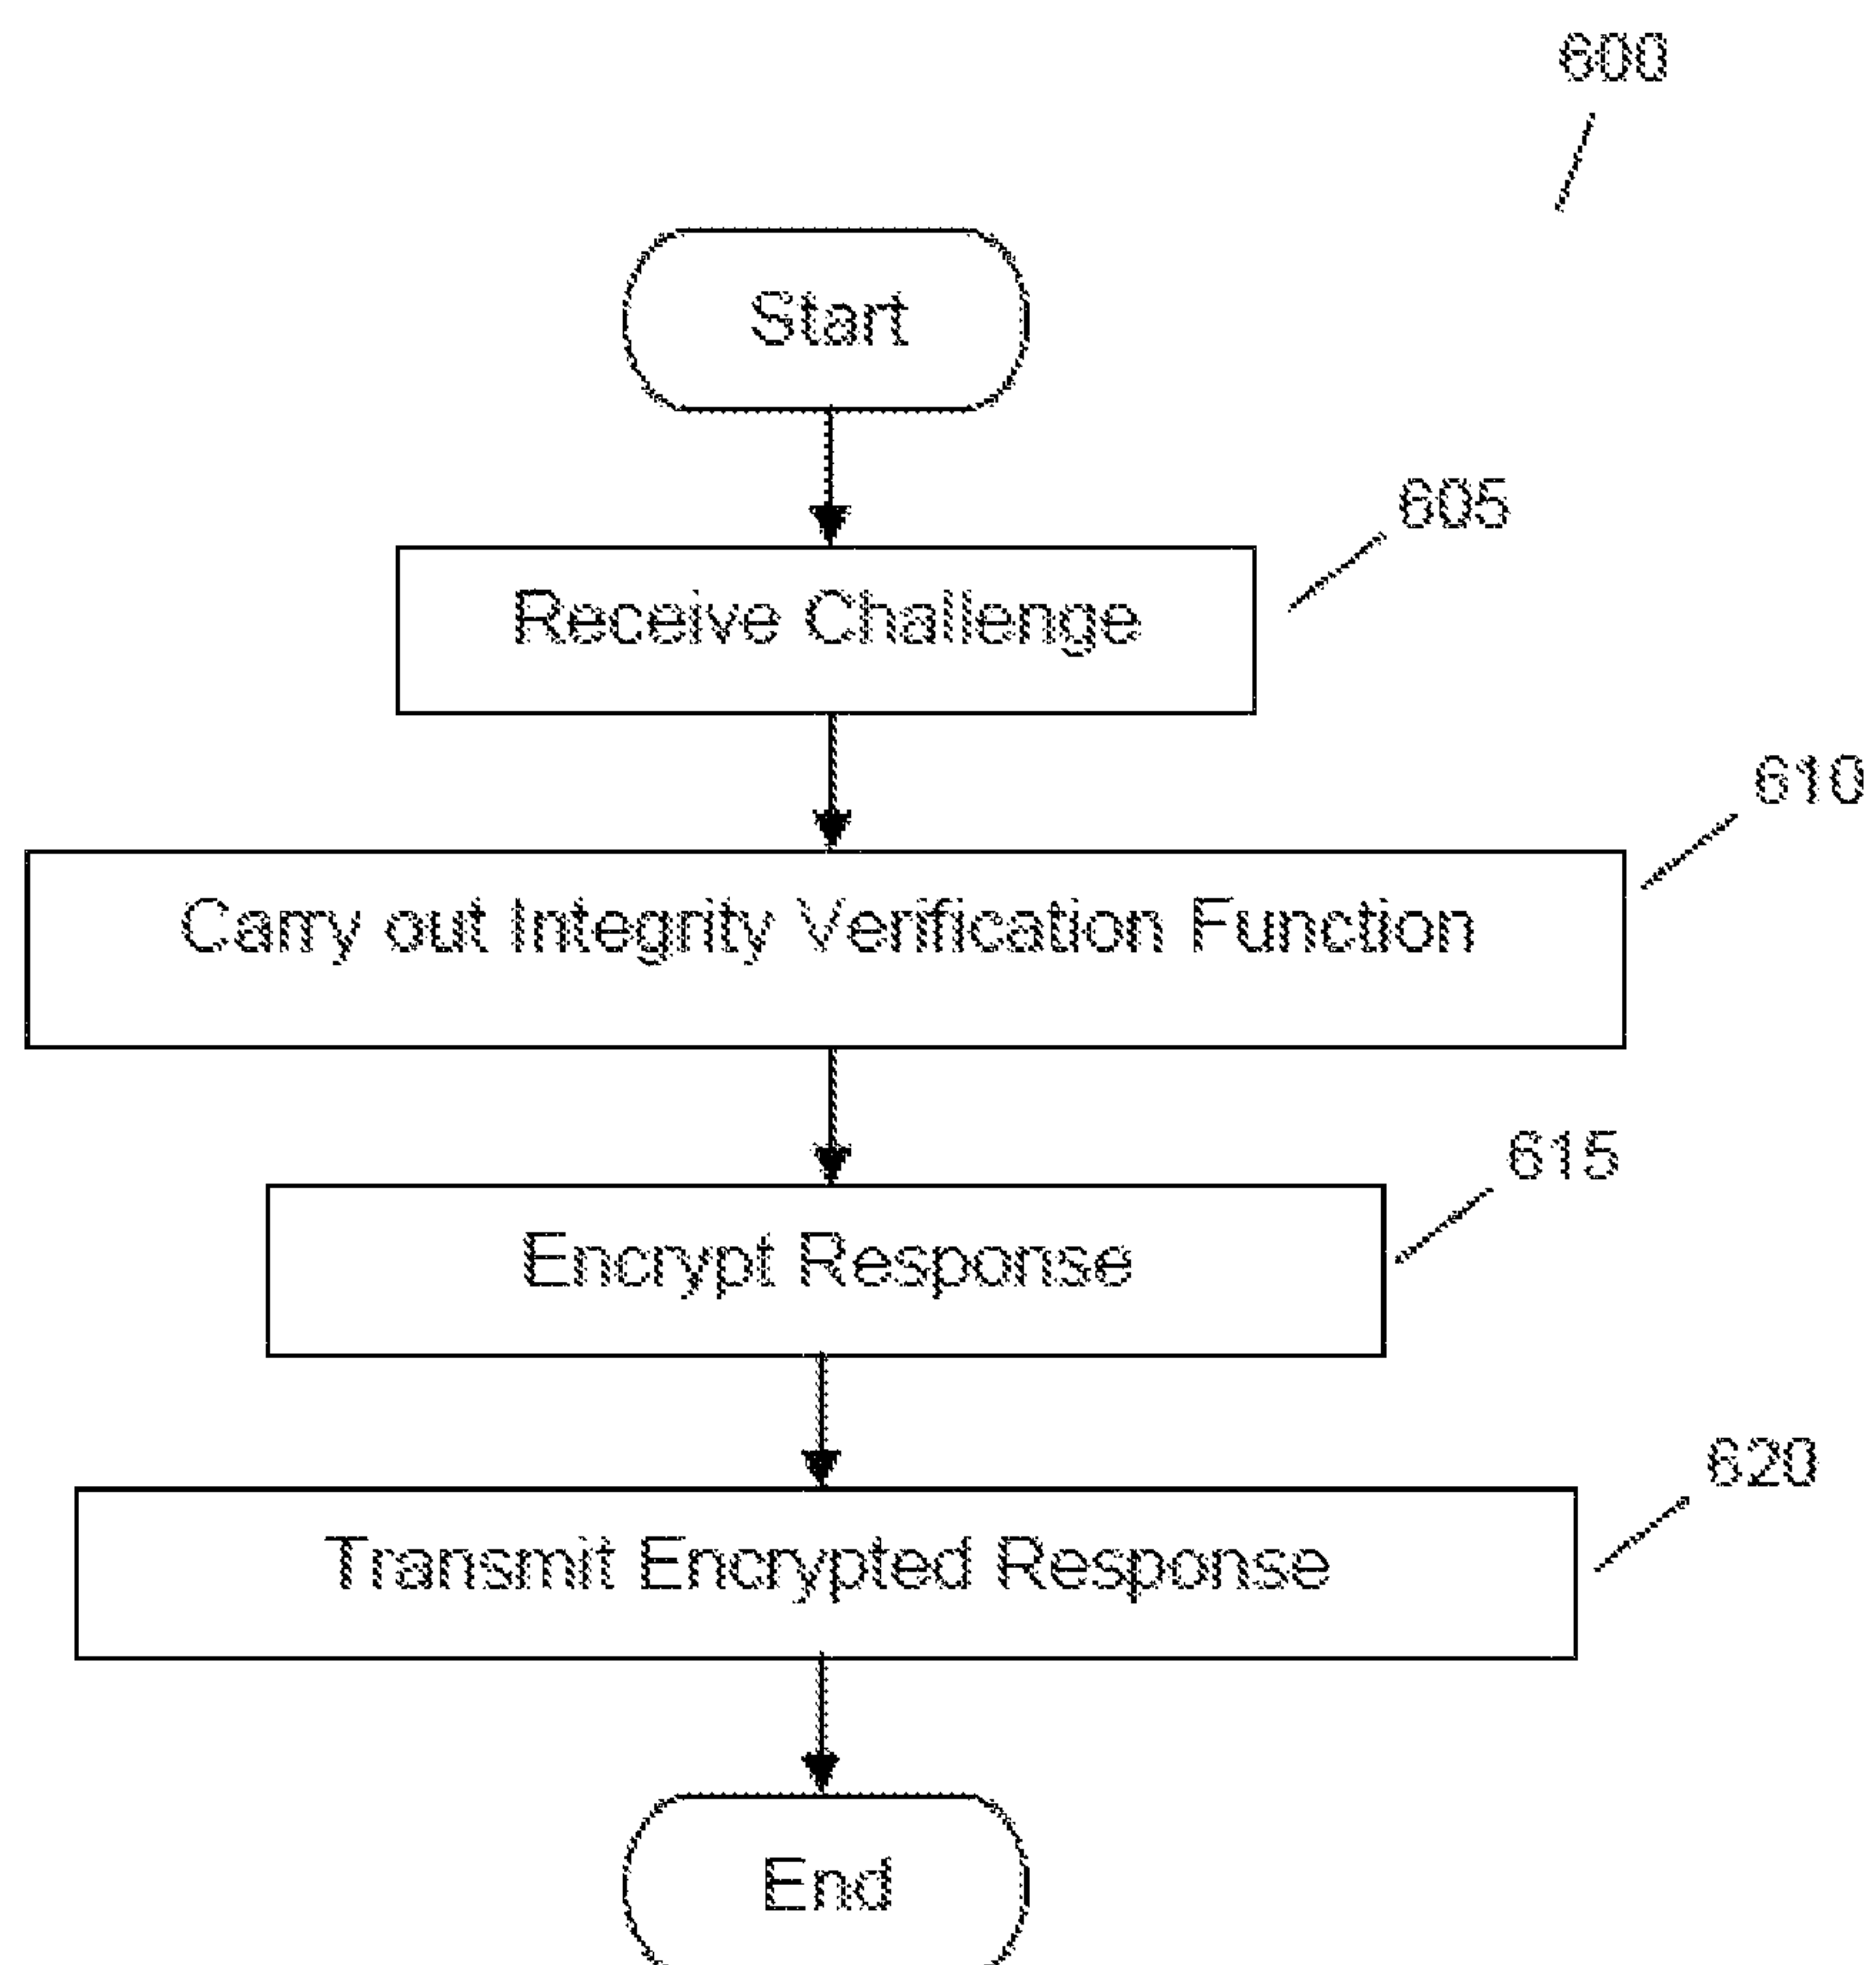 600
Start
605
Receive Challenge
610
Carry out Integrity Verification Function
615
Encrypt Response
620
Transmit Encrypted Response
End